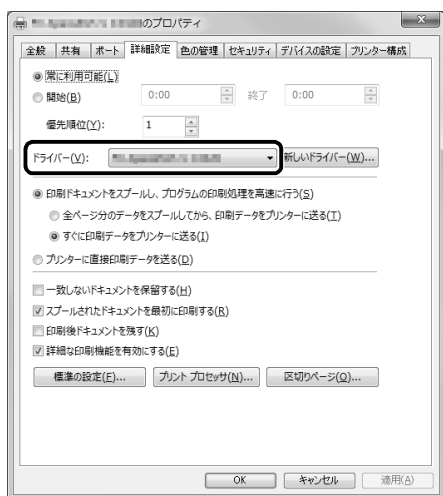 のプロパティ
全般 共有 ポート 詳細設定 色の管理 セキュリティ デバイスの設定 プリンター構成
常に利用可能(L)
開始(B) 0:00 終了 0:00
優先順位(Y): 1
ドライバー(V): 新しいドライバー(W)...
印刷ドキュメントをスプールし、プログラムの印刷処理を高速に行う(S)
全ページ分のデータをスプールしてから、印刷データをプリンターに送る(T)
すぐに印刷データをプリンターに送る(I)
プリンターに直接印刷データを送る(D)
一致しないドキュメントを保留する(H)
スプールされたドキュメントを最初に印刷する(R)
印刷後ドキュメントを残す(K)
詳細な印刷機能を有効にする(E)
標準の設定(F)... プリント プロセッサ(N)... 区切りページ(O)...
OK キャンセル 適用(A)